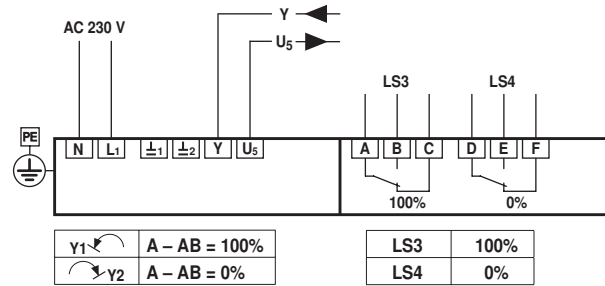 Y
AC 230 V
U5
LS3 LS4
PE
N L1 ⏊1 ⏊2 Y U5 A B C D E F
100% 0%
Y1 A – AB = 100%
Y2 A – AB = 0%
LS3 100%
LS4 0%